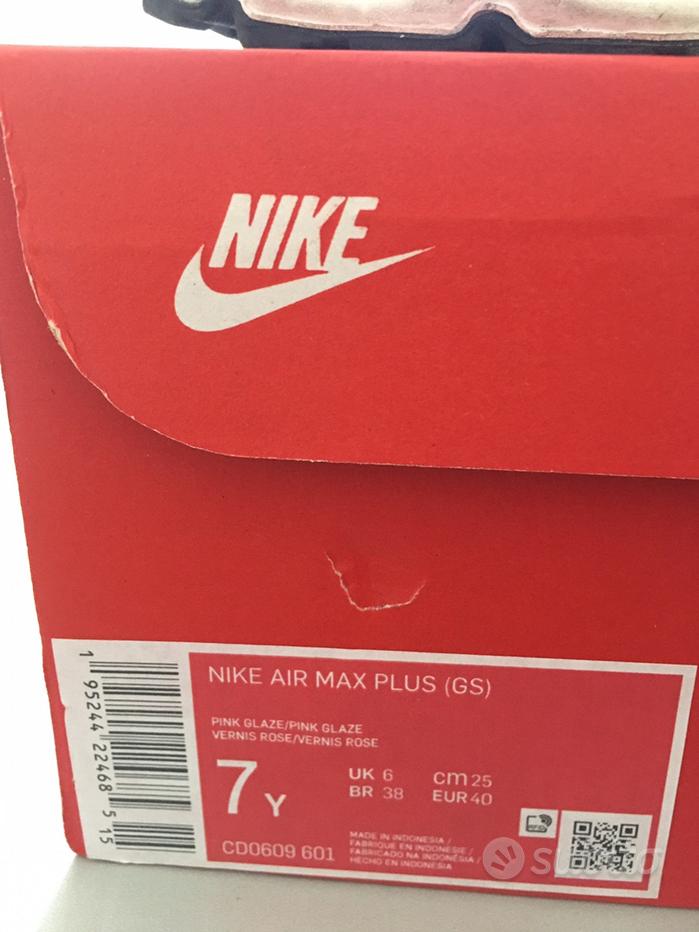 NIKE
NIKE AIR MAX PLUS (GS)
PINK GLAZE/PINK GLAZE
VERNIS ROSE/VERNIS ROSE
7Y
UK 6 cm 25
BR 38 EUR 40
CD0609 601
MADE IN INDONESIA /
FABRIQUE EN INDONESIE /
FABRICADO NA INDONÉSIA /
HECHO EN INDONESIA
1 95244 22468 5 15
subito